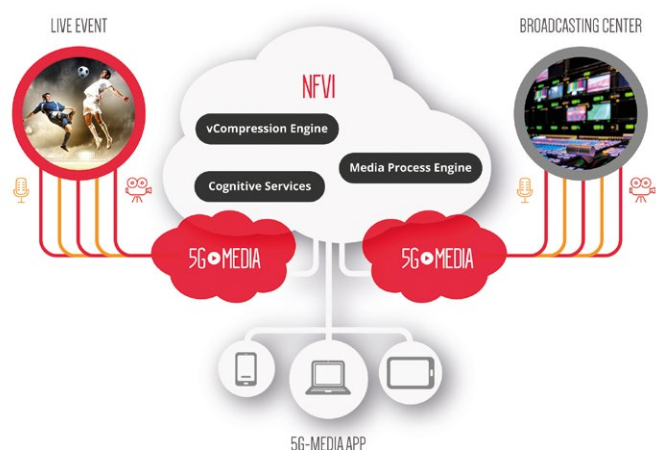 LIVE EVENT
BROADCASTING CENTER
NFVI
vCompression Engine
Media Process Engine
Cognitive Services
5G MEDIA
5G MEDIA
5G-MEDIA APP